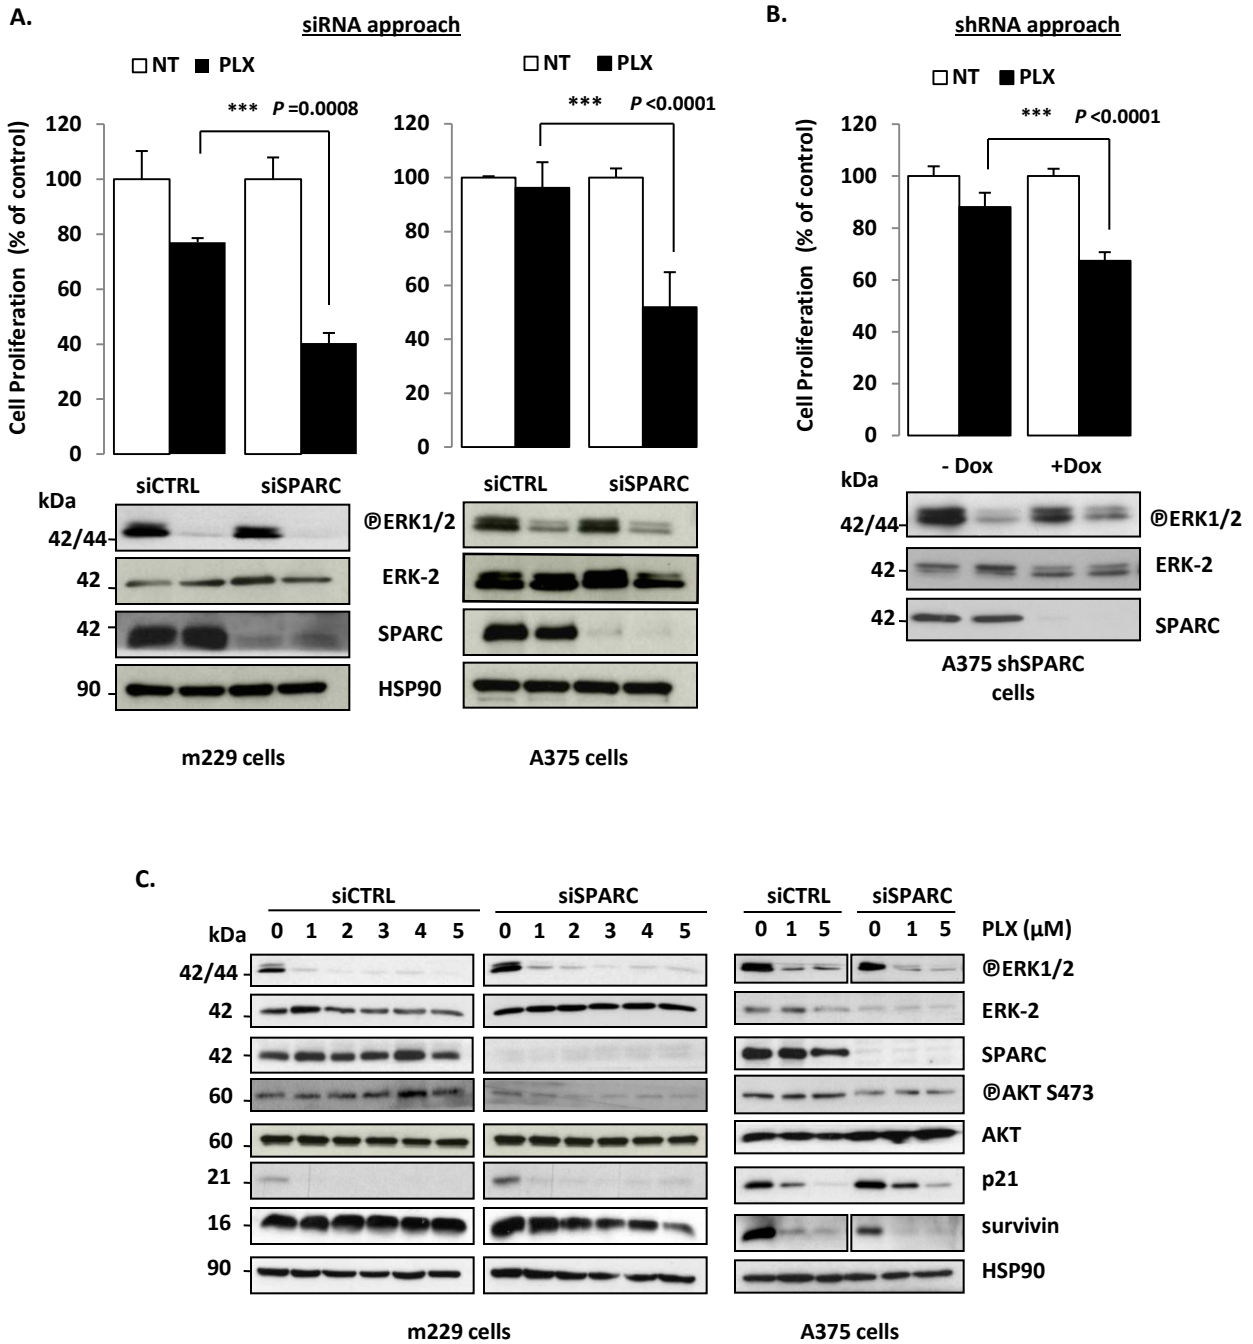 A.
siRNA approach
NT PLX
*** P =0.0008
Cell Proliferation (% of control)
120
100
80
60
40
20
0
NT PLX
*** P <0.0001
120
100
80
60
40
20
0
siCTRL siSPARC
siCTRL siSPARC
kDa
42/44
ⓅERK1/2
42
ERK-2
42
SPARC
90
HSP90
m229 cells
A375 cells
B.
shRNA approach
NT PLX
*** P <0.0001
Cell Proliferation (% of control)
120
100
80
60
40
20
0
- Dox +Dox
kDa
42/44 ⓅERK1/2
42 ERK-2
42 SPARC
A375 shSPARC
cells
C.
siCTRL siSPARC siCTRL siSPARC
kDa 0 1 2 3 4 5 0 1 2 3 4 5 0 1 5 0 1 5 PLX (µM)
42/44 ⓅERK1/2
42 ERK-2
42 SPARC
60 ⓅAKT S473
60 AKT
21 p21
16 survivin
90 HSP90
m229 cells A375 cells